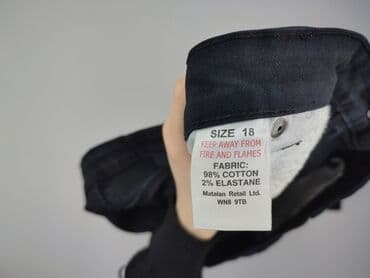 SIZE 18
KEEP AWAY FROM
FIRE AND FLAMES
FABRIC:
98% COTTON
2% ELASTANE
Matalan Retail Ltd.
WN8 9TB